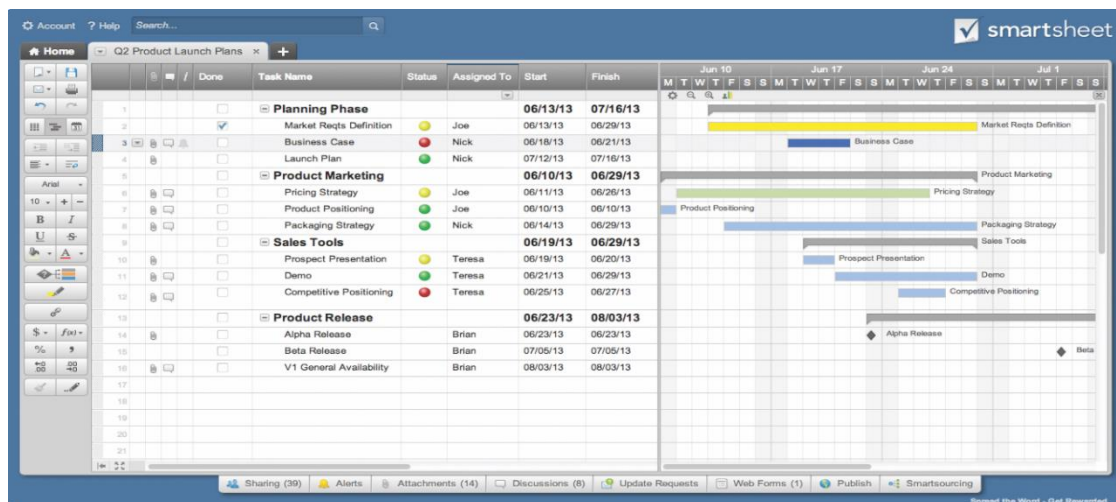 Account ? Help Search...
smartsheet
Home Q2 Product Launch Plans × +
Done Task Name Status Assigned To Start Finish Jun 10 Jun 17 Jun 24 Jul 1
M T W T F S S M T W T F S S M T W T F S S M T W T F S S
1 Planning Phase 06/13/13 07/16/13
2 Market Reqts Definition Joe 06/13/13 06/29/13 Market Reqts Definition
3 Business Case Nick 06/18/13 06/21/13 Business Case
4 Launch Plan Nick 07/12/13 07/16/13
5 Product Marketing 06/10/13 06/29/13 Product Marketing
6 Pricing Strategy Joe 06/11/13 06/26/13 Pricing Strategy
7 Product Positioning Joe 06/10/13 06/10/13 Product Positioning
8 Packaging Strategy Nick 06/14/13 06/29/13 Packaging Strategy
9 Sales Tools 06/19/13 06/29/13 Sales Tools
10 Prospect Presentation Teresa 06/19/13 06/20/13 Prospect Presentation
11 Demo Teresa 06/21/13 06/29/13 Demo
12 Competitive Positioning Teresa 06/25/13 06/27/13 Competitive Positioning
13 Product Release 06/23/13 08/03/13
14 Alpha Release Brian 06/23/13 06/23/13 Alpha Release
15 Beta Release Brian 07/05/13 07/05/13 Beta
16 V1 General Availability Brian 08/03/13 08/03/13
17
18
19
20
21
Arial
10 + −
B I
U S
A
$ f(x)
% ,
Sharing (39) Alerts Attachments (14) Discussions (8) Update Requests Web Forms (1) Publish Smartsourcing
Spread the Word - Get Rewarded